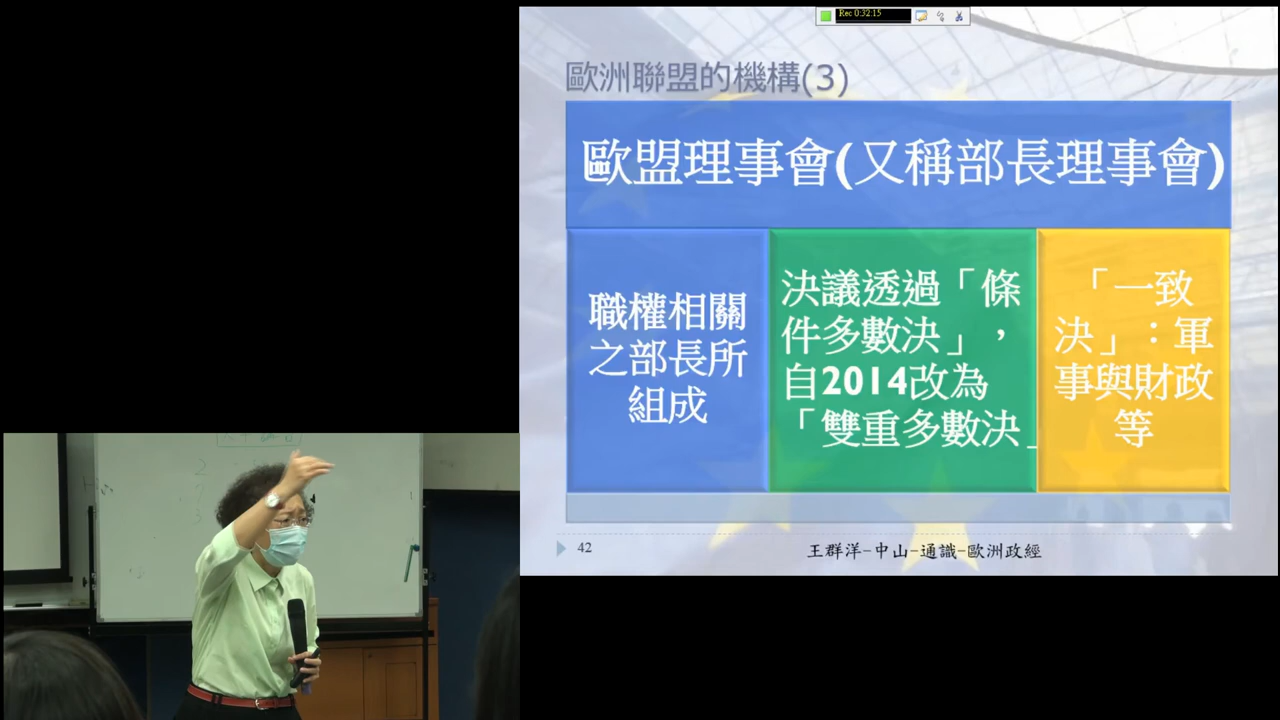 Rec 0:32:15
歐洲聯盟的機構(3)
歐盟理事會(又稱部長理事會)
職權相關
之部長所
組成
決議透過「條
件多數決」，
自2014改為
「雙重多數決」
「一致
決」：軍
事與財政
等
42
王群洋-中山-通識-歐洲政經